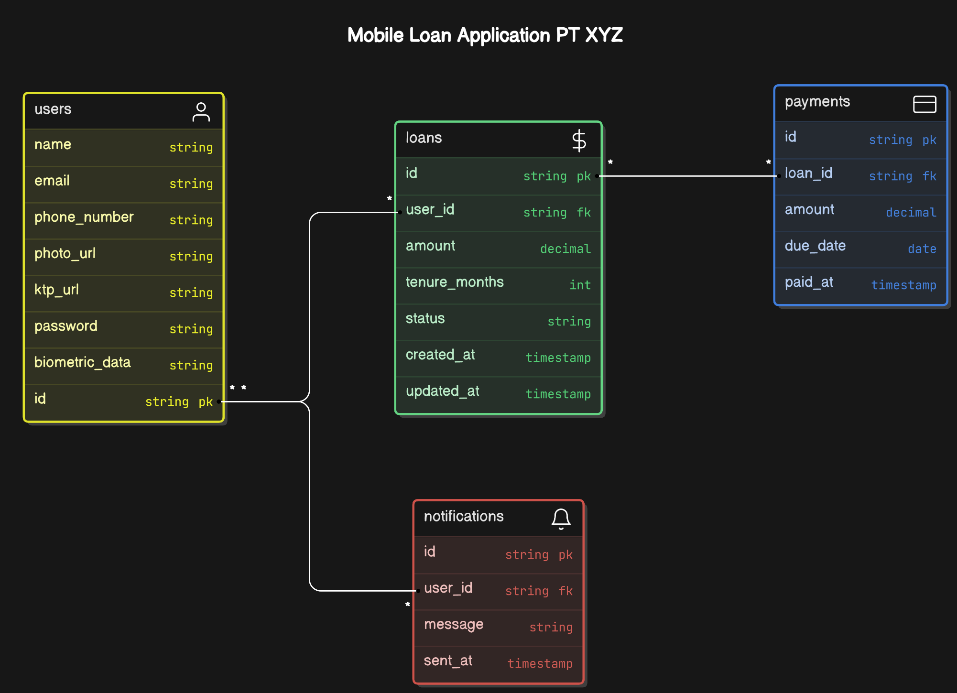 Mobile Loan Application PT XYZ
users
name string
email string
phone_number string
photo_url string
ktp_url string
password string
biometric_data string
id string pk
* *
loans
*
id string pk
*
user_id string fk
amount decimal
tenure_months int
status string
created_at timestamp
updated_at timestamp
payments
id string pk
*
loan_id string fk
amount decimal
due_date date
paid_at timestamp
notifications
id string pk
user_id string fk
*
message string
sent_at timestamp